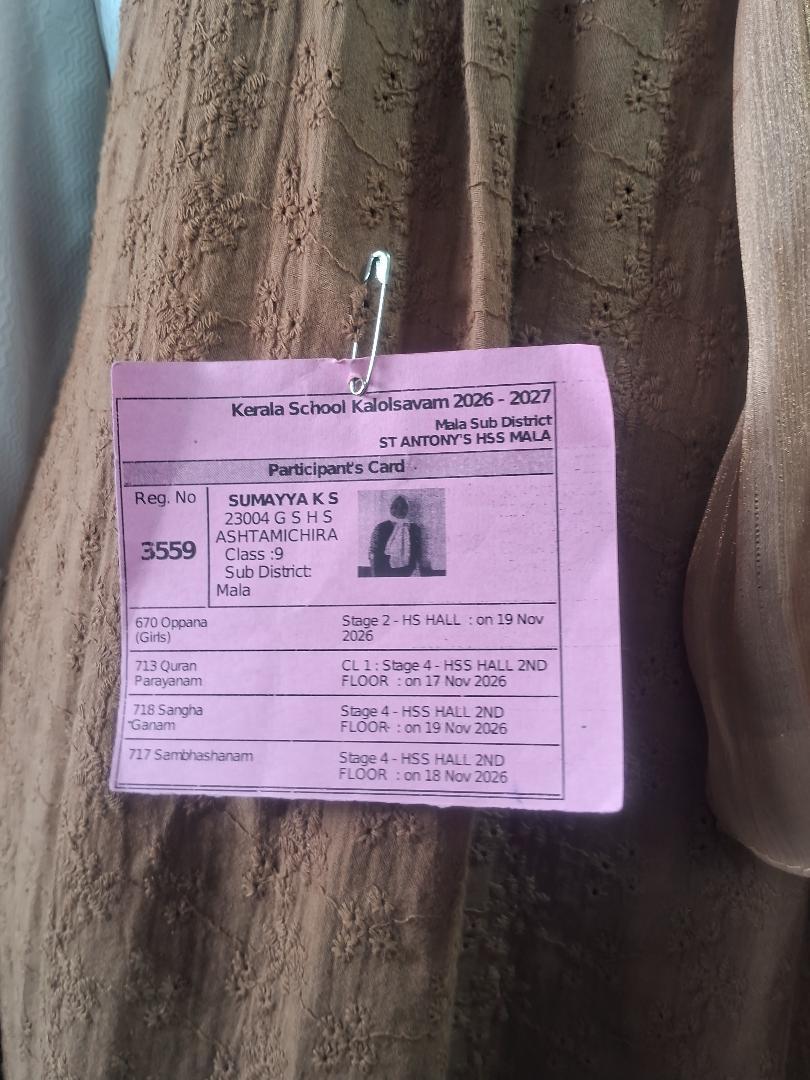 Kerala School Kalolsavam 2026 - 2027
Mala Sub District
ST ANTONY'S HSS MALA
Participant's Card
Reg. No
3559
SUMAYYA K S
23004 G S H S
ASHTAMICHIRA
Class :9
Sub District:
Mala
670 Oppana
(Girls)
Stage 2 - HS HALL : on 19 Nov
2026
713 Quran
Parayanam
CL 1 : Stage 4 - HSS HALL 2ND
FLOOR : on 17 Nov 2026
718 Sangha
Ganam
Stage 4 - HSS HALL 2ND
FLOOR : on 19 Nov 2026
717 Sambhashanam
Stage 4 - HSS HALL 2ND
FLOOR : on 18 Nov 2026